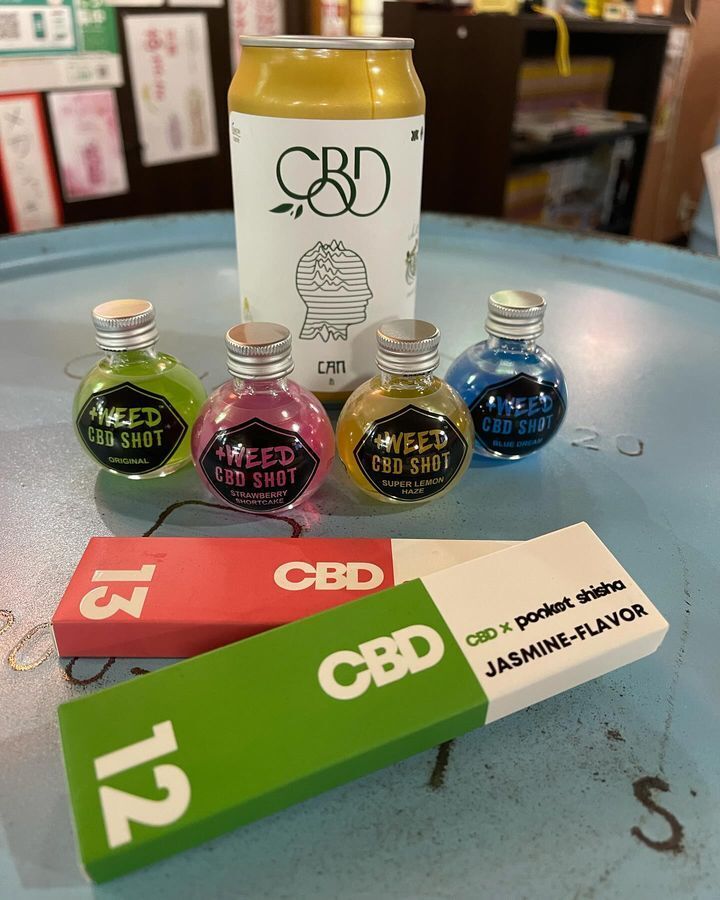 CBD
CAN
+WEED
CBD SHOT
ORIGINAL
+WEED
CBD SHOT
STRAWBERRY
SHORTCAKE
+WEED
CBD SHOT
SUPER LEMON
HAZE
+WEED
CBD SHOT
BLUE DREAM
20
13
CBD
12
CBD
CBD × pocket shisha
JASMINE-FLAVOR
S